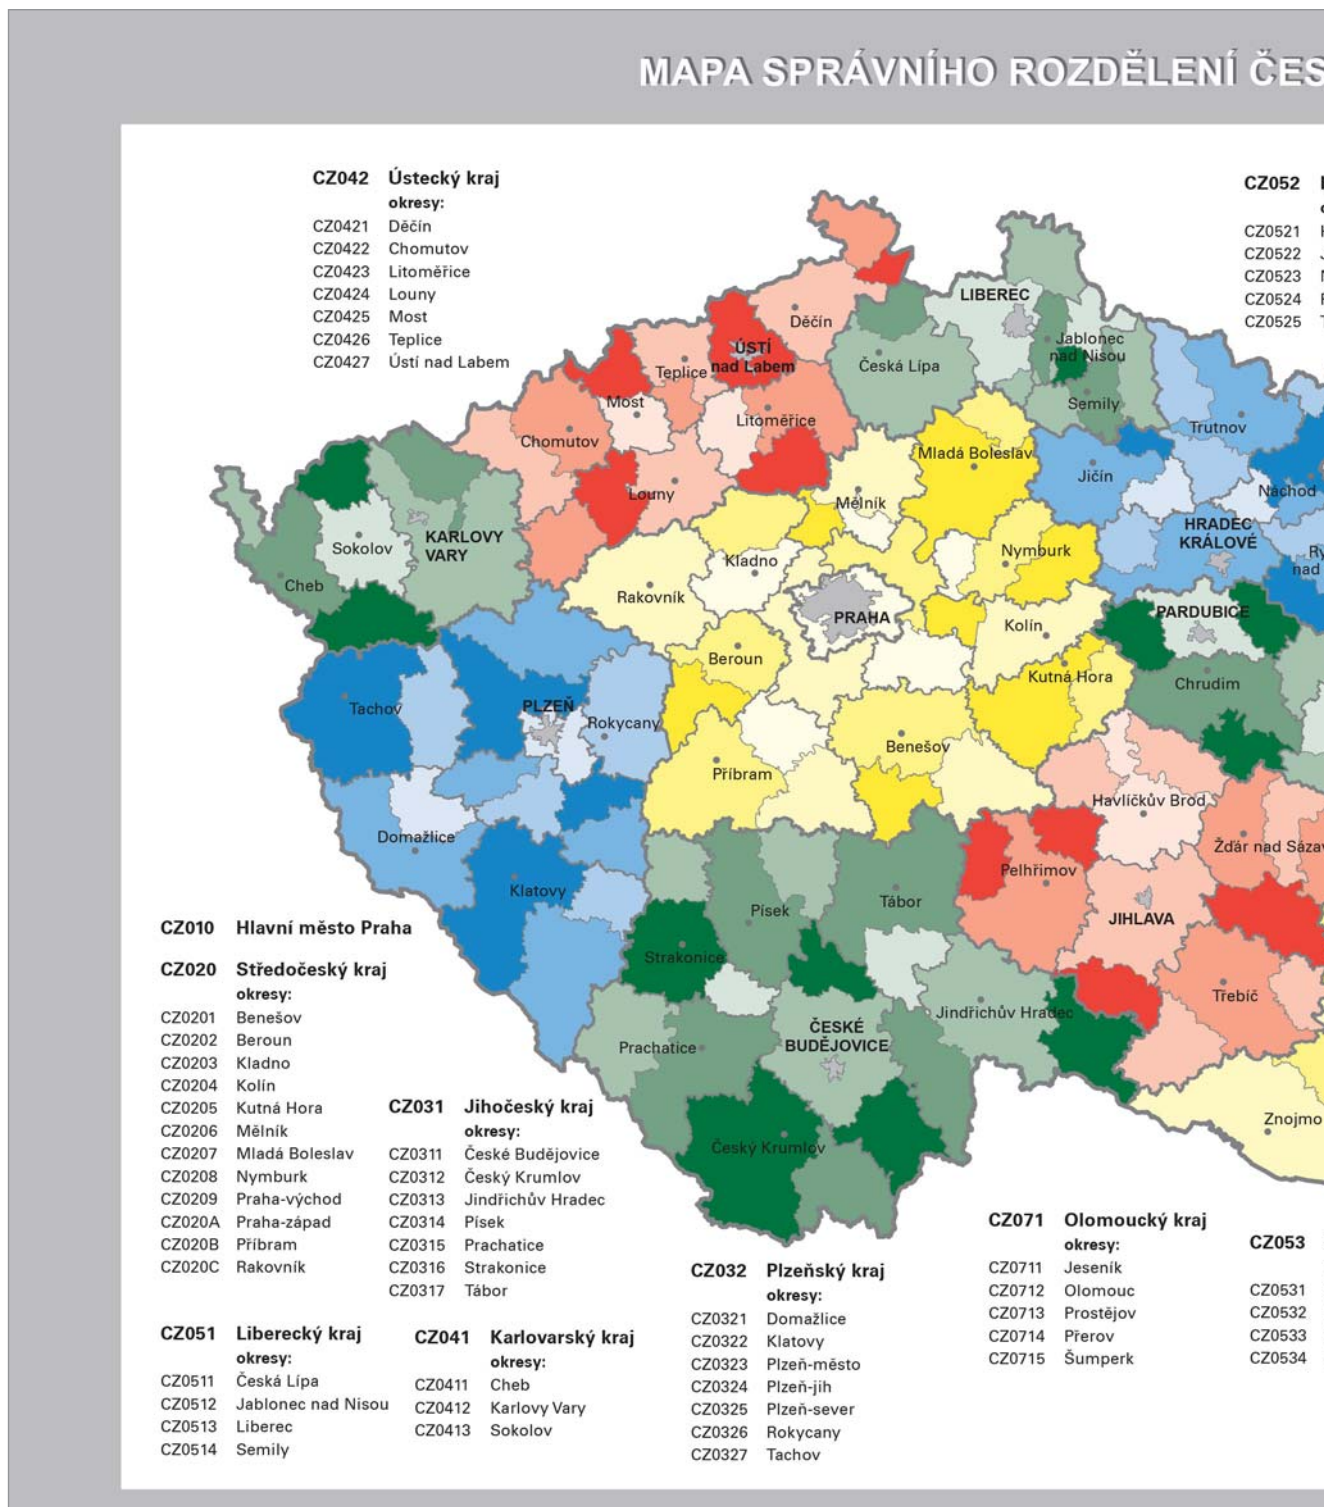 MAPA SPRÁVNÍHO ROZDĚLENÍ ČES
CZ042 Ústecký kraj
okresy:
CZ0421 Děčín
CZ0422 Chomutov
CZ0423 Litoměřice
CZ0424 Louny
CZ0425 Most
CZ0426 Teplice
CZ0427 Ústí nad Labem
CZ052
CZ0521
CZ0522
CZ0523
CZ0524
CZ0525
LIBEREC
Děčín
Jablonec
nad Nisou
ÚSTÍ
nad Labem
Česká Lípa
Teplice
Most
Semily
Litoměřice
Trutnov
Chomutov
Mladá Boleslav
Jičín
Louny
Náchod
Mělník
KARLOVY
VARY
Sokolov
HRADEC
KRÁLOVÉ
Nymburk
Kladno
Cheb
Rakovník
nad
PRAHA
PARDUBICE
Kolín
Beroun
Kutná Hora
Chrudim
Tachov
PLZEŇ
Rokycany
Benešov
Příbram
Havlíčkův Brod
Domažlice
Žďár nad Sázav
Pelhřimov
Klatovy
Tábor
Písek
JIHLAVA
Strakonice
Třebíč
Jindřichův Hradec
ČESKÉ
BUDĚJOVICE
Prachatice
Znojmo
Český Krumlov
CZ010 Hlavní město Praha
CZ020 Středočeský kraj
okresy:
CZ0201 Benešov
CZ0202 Beroun
CZ0203 Kladno
CZ0204 Kolín
CZ0205 Kutná Hora
CZ0206 Mělník
CZ0207 Mladá Boleslav
CZ0208 Nymburk
CZ0209 Praha-východ
CZ020A Praha-západ
CZ020B Příbram
CZ020C Rakovník
CZ031 Jihočeský kraj
okresy:
CZ0311 České Budějovice
CZ0312 Český Krumlov
CZ0313 Jindřichův Hradec
CZ0314 Písek
CZ0315 Prachatice
CZ0316 Strakonice
CZ0317 Tábor
CZ051 Liberecký kraj
okresy:
CZ0511 Česká Lípa
CZ0512 Jablonec nad Nisou
CZ0513 Liberec
CZ0514 Semily
CZ041 Karlovarský kraj
okresy:
CZ0411 Cheb
CZ0412 Karlovy Vary
CZ0413 Sokolov
CZ032 Plzeňský kraj
okresy:
CZ0321 Domažlice
CZ0322 Klatovy
CZ0323 Plzeň-město
CZ0324 Plzeň-jih
CZ0325 Plzeň-sever
CZ0326 Rokycany
CZ0327 Tachov
CZ071 Olomoucký kraj
okresy:
CZ0711 Jeseník
CZ0712 Olomouc
CZ0713 Prostějov
CZ0714 Přerov
CZ0715 Šumperk
CZ053
CZ0531
CZ0532
CZ0533
CZ0534